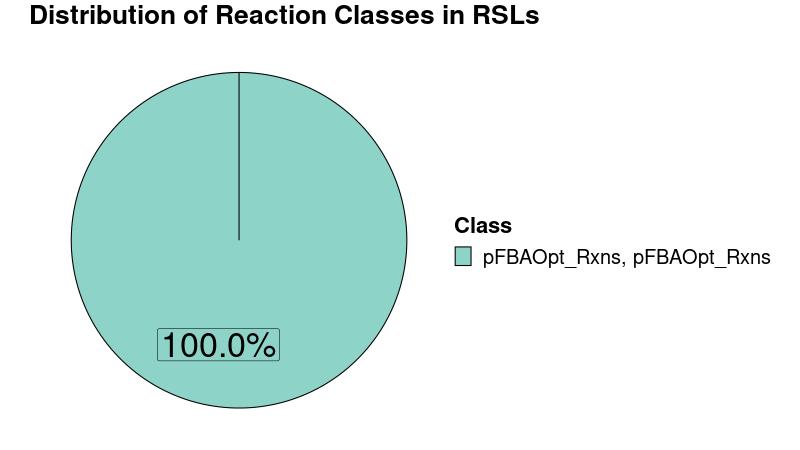 Distribution of Reaction Classes in RSLs
Class
pFBAOpt_Rxns, pFBAOpt_Rxns
100.0%